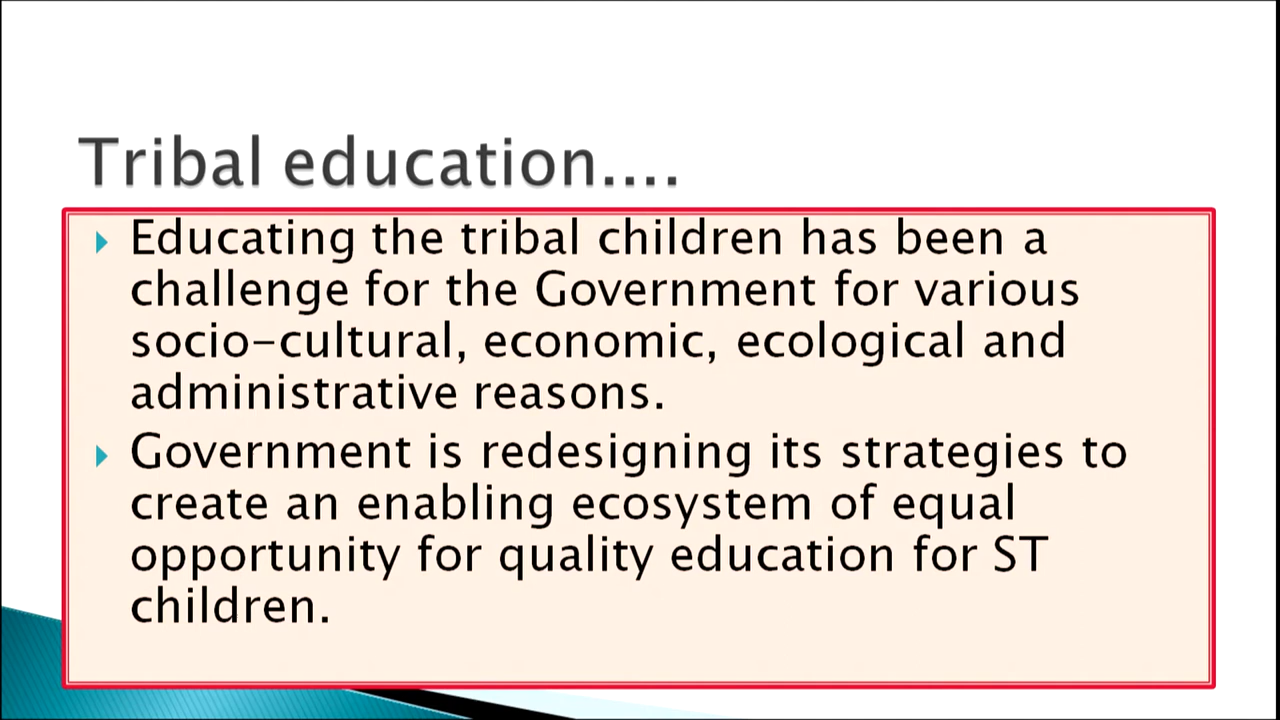 Tribal education....
Educating the tribal children has been a
challenge for the Government for various
socio-cultural, economic, ecological and
administrative reasons.
Government is redesigning its strategies to
create an enabling ecosystem of equal
opportunity for quality education for ST
children.